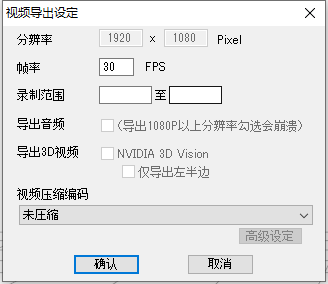 视频导出设定
分辨率 1920 x 1080 Pixel
帧率 30 FPS
录制范围 至
导出音频 (导出1080P以上分辨率勾选会崩溃)
导出3D视频 NVIDIA 3D Vision
仅导出左半边
视频压缩编码
未压缩
高级设定
确认 取消